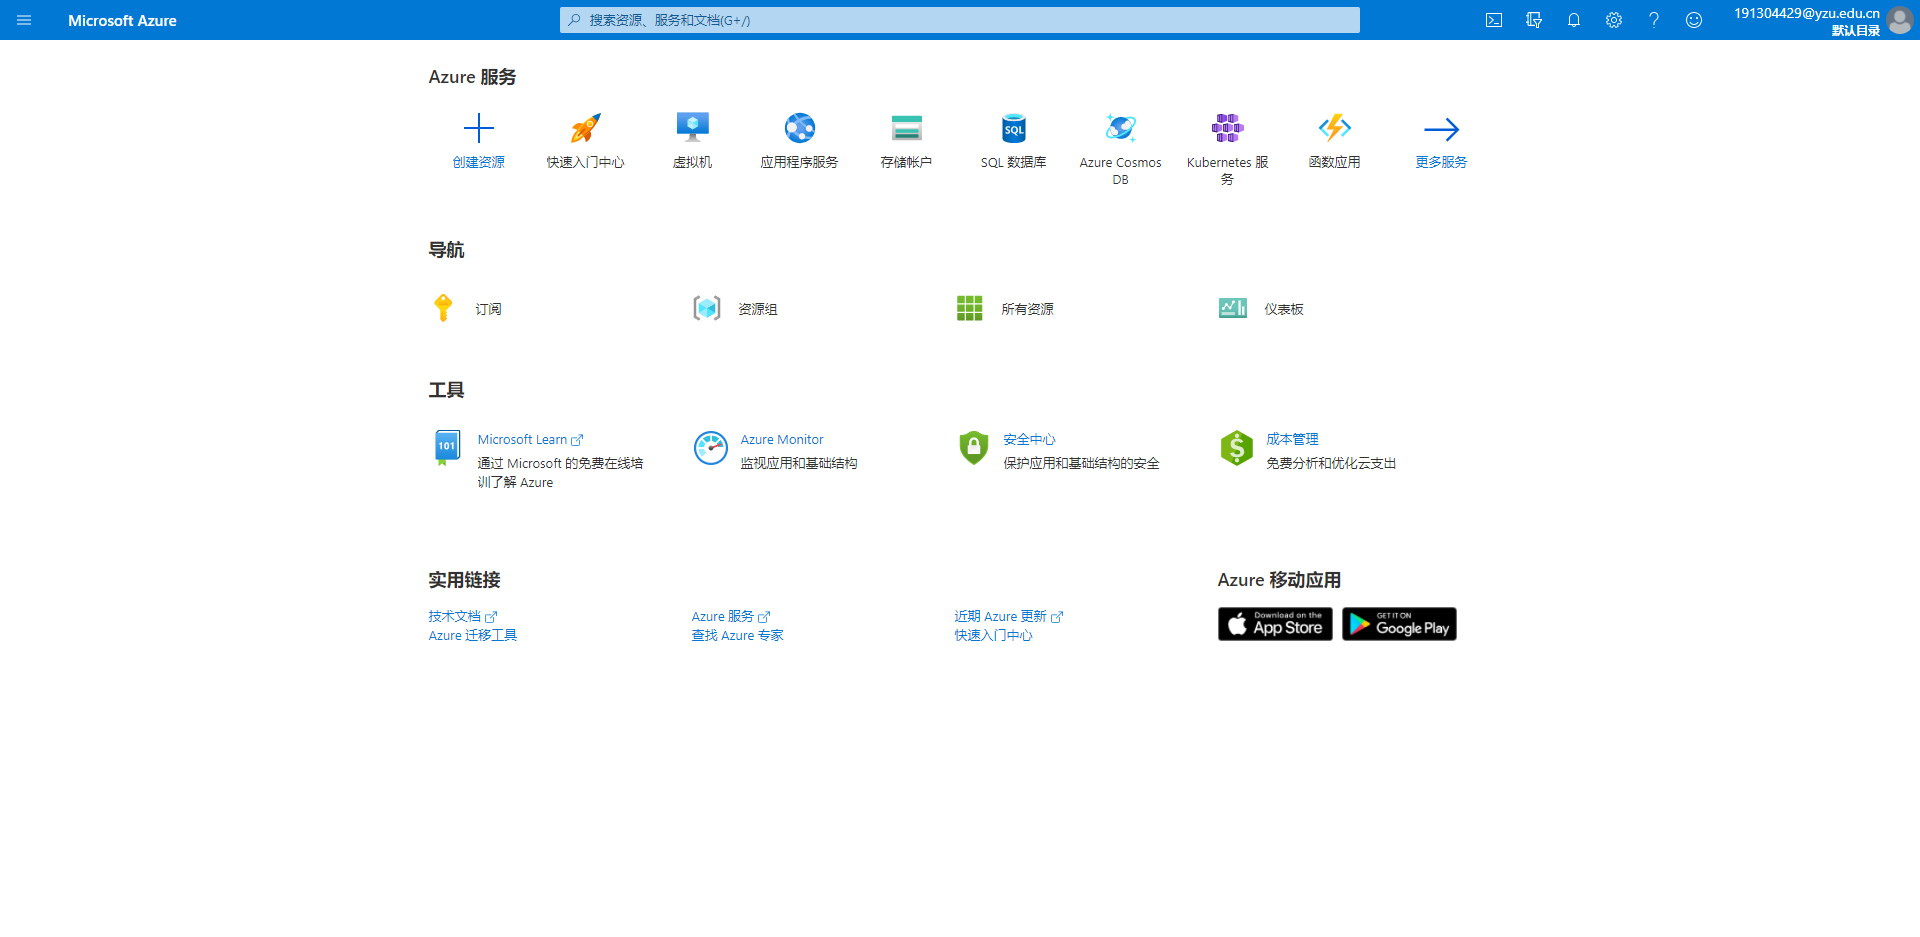 Microsoft Azure
搜索资源、服务和文档(G+/)
191304429@yzu.edu.cn
默认目录
Azure 服务
创建资源
快速入门中心
虚拟机
应用程序服务
存储帐户
SQL
SQL 数据库
Azure Cosmos
DB
Kubernetes 服
务
函数应用
更多服务
导航
订阅
资源组
所有资源
仪表板
工具
101
Microsoft Learn
通过 Microsoft 的免费在线培
训了解 Azure
Azure Monitor
监视应用和基础结构
安全中心
保护应用和基础结构的安全
成本管理
免费分析和优化云支出
实用链接
技术文档
Azure 迁移工具
Azure 服务
查找 Azure 专家
近期 Azure 更新
快速入门中心
Azure 移动应用
Download on the
App Store
GET IT ON
Google Play